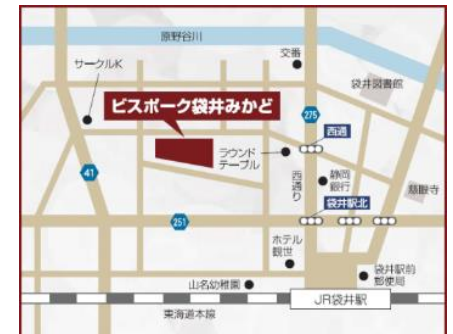 原野谷川
交番
サークルK
袋井図書館
ビスポーク袋井みかど
275
西通
ラウンド
テーブル
西通り
静岡
銀行
慈眼寺
41
袋井駅北
251
ホテル
観世
袋井駅前
郵便局
山名幼稚園
JR袋井駅
東海道本線